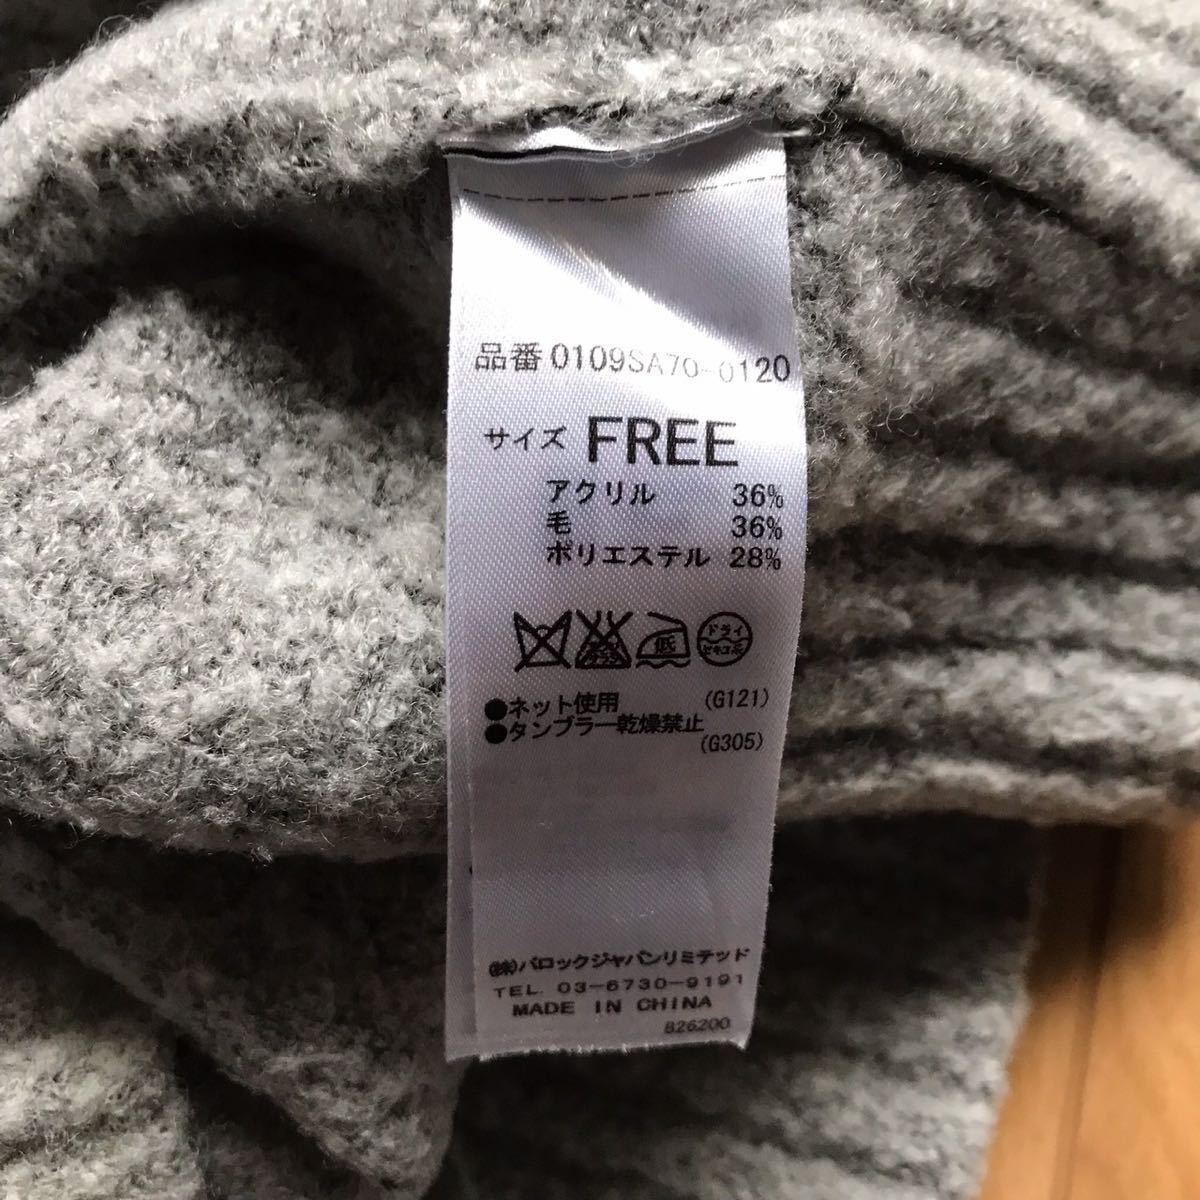 品番 0109SA70-0120
サイズ FREE
アクリル 36%
毛 36%
ポリエステル 28%
低
ドライ
セキユ系
●ネット使用 (G121)
●タンブラー乾燥禁止
(G305)
㈱バロックジャパンリミテッド
TEL. 03-6730-9191
MADE IN CHINA
B26200